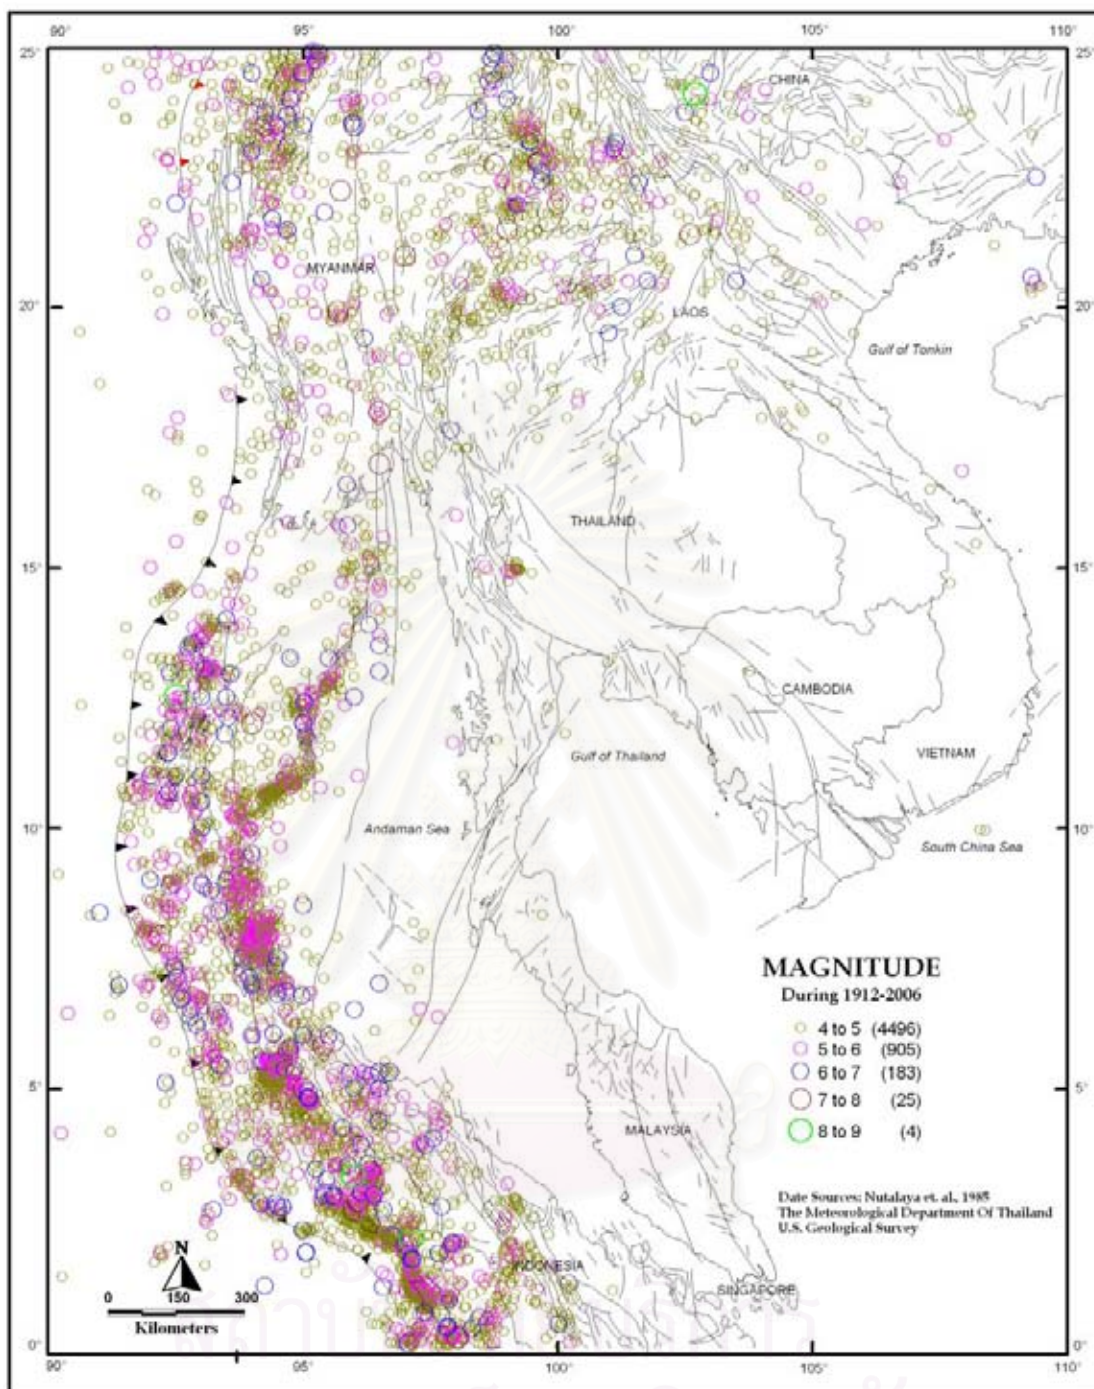 90° 95° 100° 105° 110°
25° 25°
CHINA
MYANMAR
20° 20°
LAOS
Gulf of Tonkin
THAILAND
15° 15°
CAMBODIA
VIETNAM
Gulf of Thailand
Andaman Sea
10° 10°
South China Sea
MAGNITUDE
During 1912-2006
4 to 5 (4496)
5 to 6 (905)
6 to 7 (183)
7 to 8 (25)
8 to 9 (4)
5° 5°
MALAYSIA
Date Sources: Nutalaya et. al., 1985
The Meteorological Department Of Thailand
U.S. Geological Survey
N
INDONESIA
SINGAPORE
0 150 300
Kilometers
0° 0°
90° 95° 100° 105° 110°